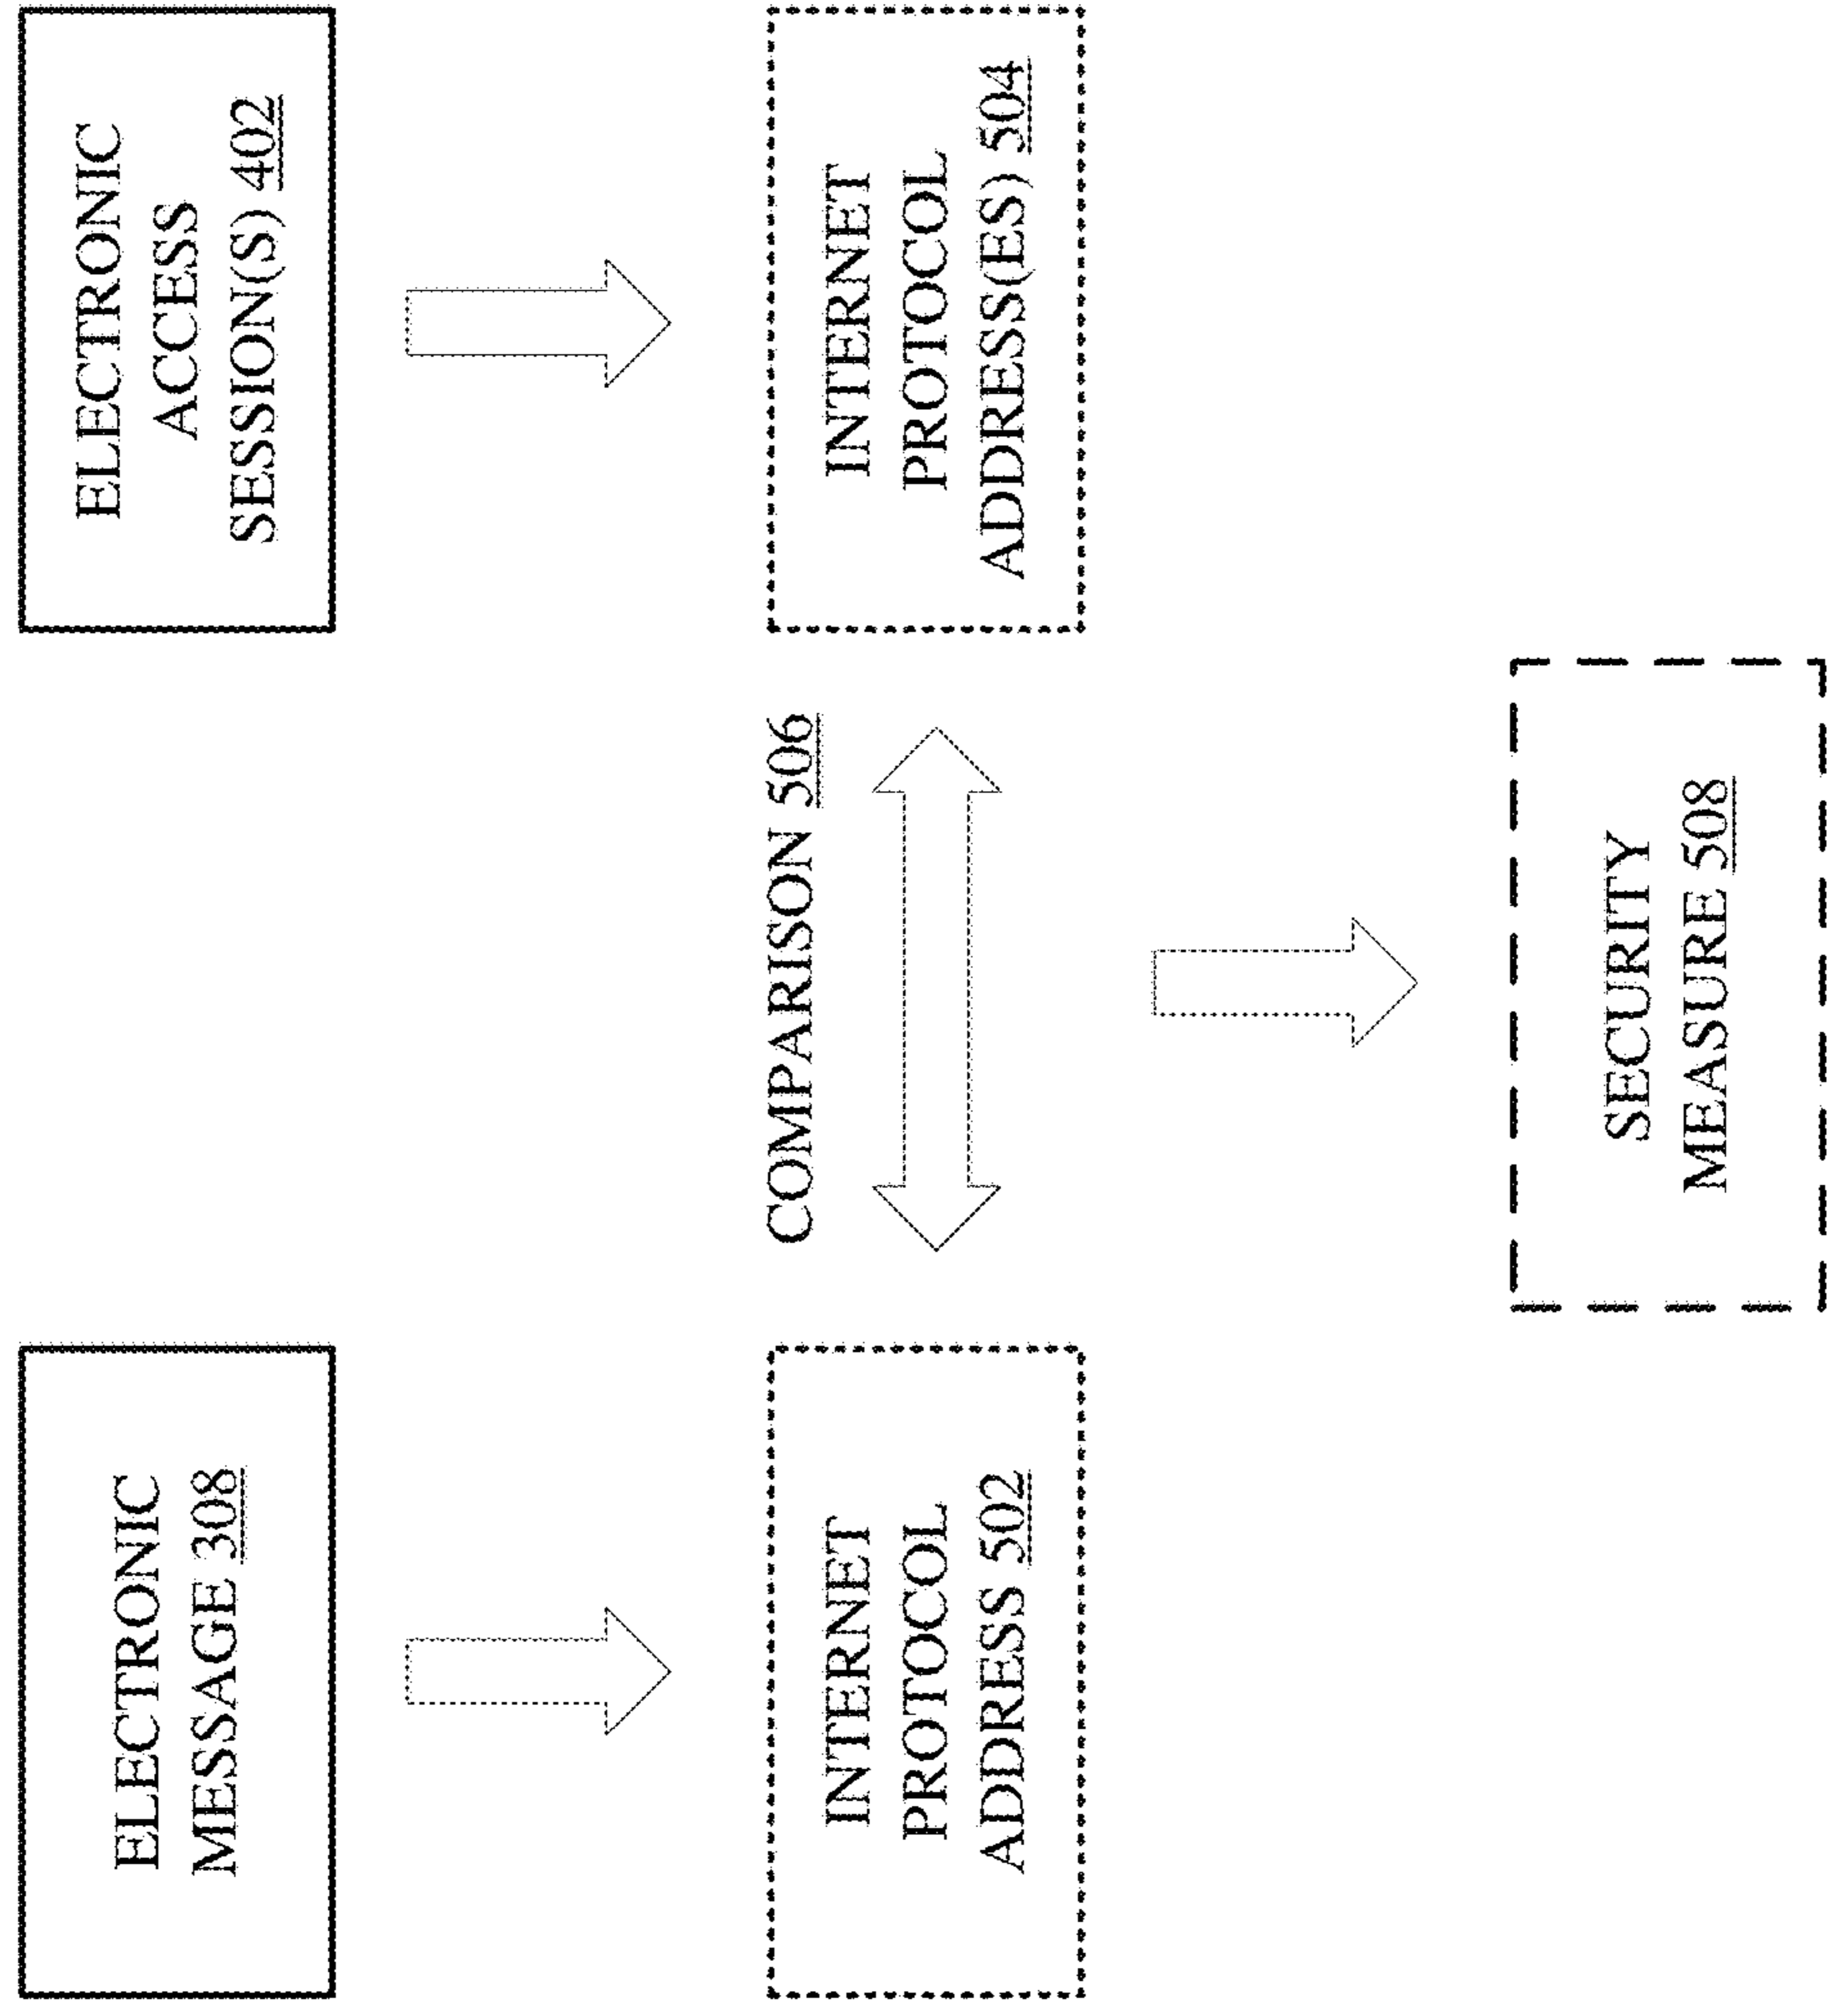 ELECTRONIC
MESSAGE 308
ELECTRONIC
ACCESS
SESSION(S) 402
INTERNET
PROTOCOL
ADDRESS 502
COMPARISON 506
INTERNET
PROTOCOL
ADDRESS(ES) 504
SECURITY
MEASURE 508